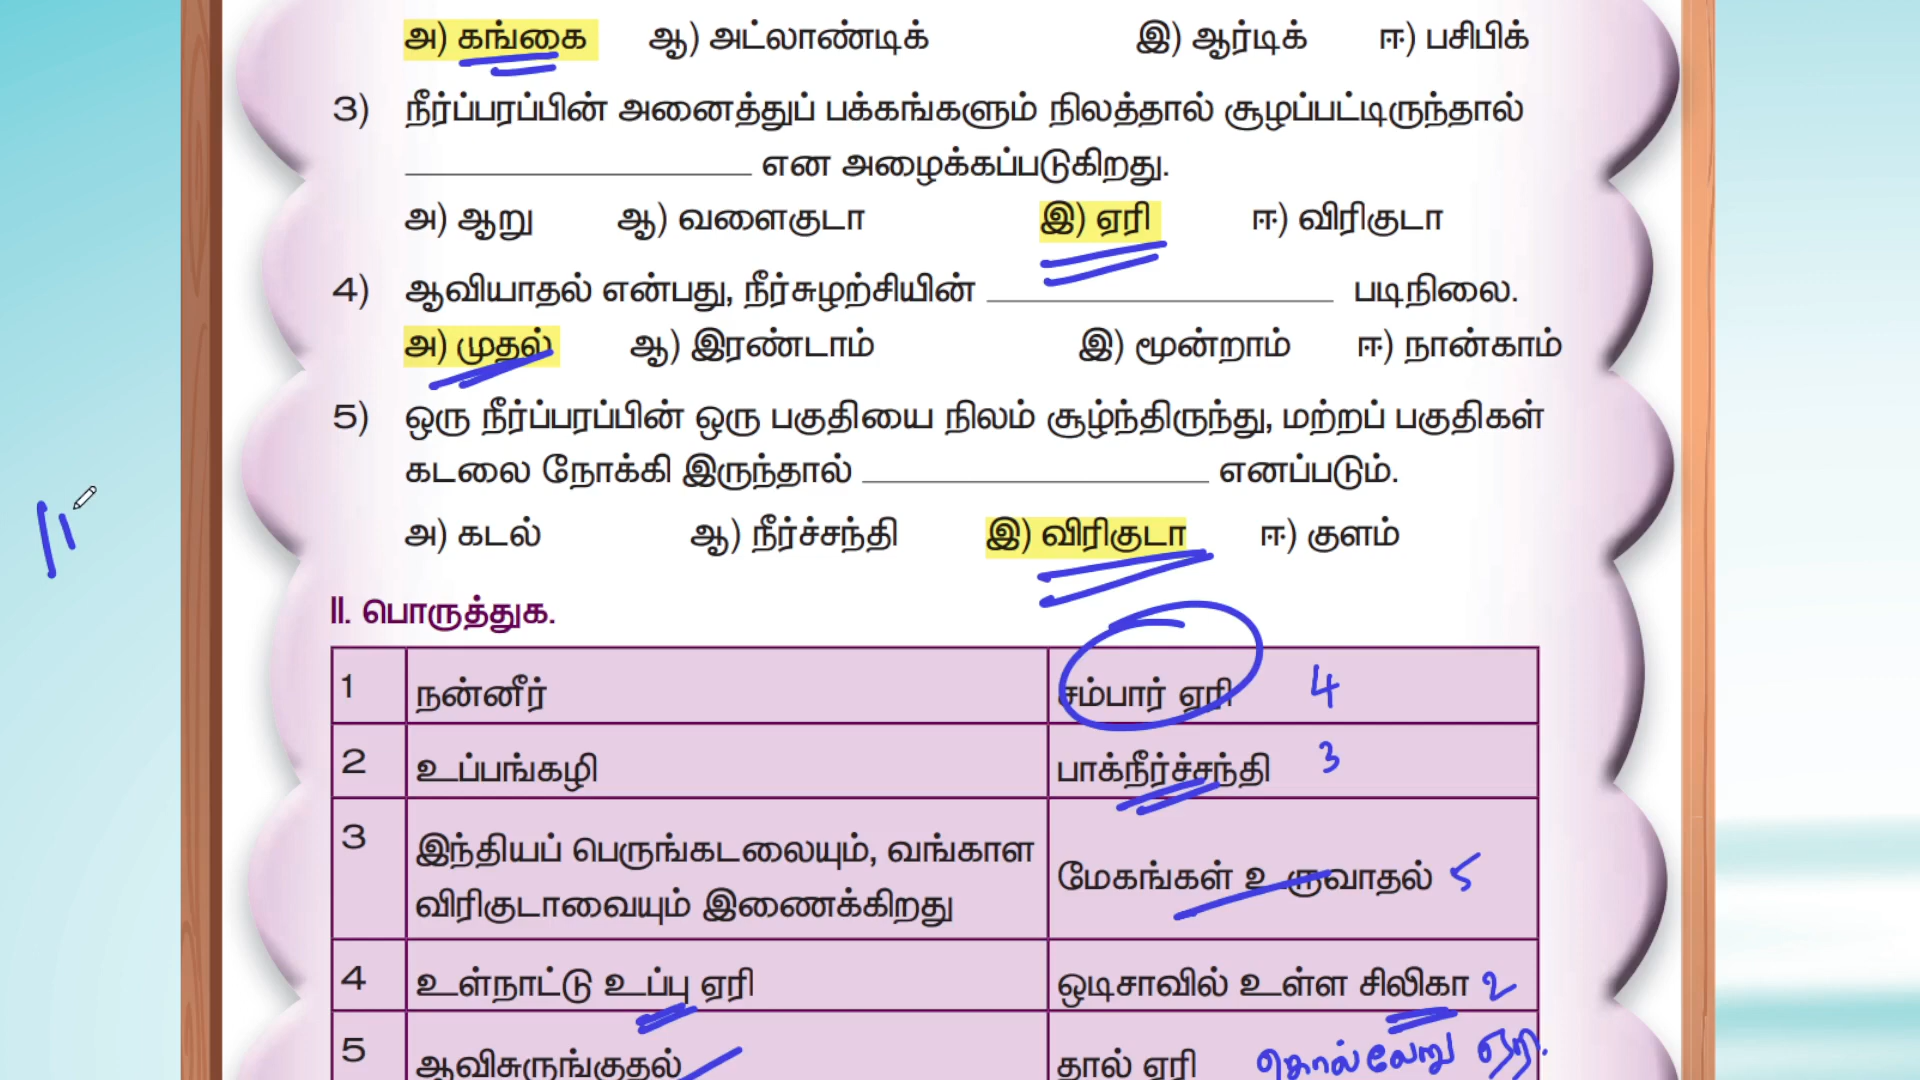 அ) கங்கை ஆ) அட்லாண்டிக் இ) ஆர்டிக் ஈ) பசிபிக்
3) நீர்ப்பரப்பின் அனைத்துப் பக்கங்களும் நிலத்தால் சூழப்பட்டிருந்தால்
____________ என அழைக்கப்படுகிறது.
அ) ஆறு ஆ) வளைகுடா இ) ஏரி ஈ) விரிகுடா
4) ஆவியாதல் என்பது, நீர்சுழற்சியின் ____________ படிநிலை.
அ) முதல் ஆ) இரண்டாம் இ) மூன்றாம் ஈ) நான்காம்
5) ஒரு நீர்ப்பரப்பின் ஒரு பகுதியை நிலம் சூழ்ந்திருந்து, மற்றப் பகுதிகள்
கடலை நோக்கி இருந்தால் ____________ எனப்படும்.
அ) கடல் ஆ) நீர்ச்சந்தி இ) விரிகுடா ஈ) குளம்
II. பொருத்துக.
1 நன்னீர் சம்பார் ஏரி 4
2 உப்பங்கழி பாக்நீர்ச்சந்தி 3
3 இந்தியப் பெருங்கடலையும், வங்காள
விரிகுடாவையும் இணைக்கிறது மேகங்கள் உருவாதல் 5
4 உள்நாட்டு உப்பு ஏரி ஒடிசாவில் உள்ள சிலிகா 2
5 ஆவிசுருங்குதல் தால் ஏரி